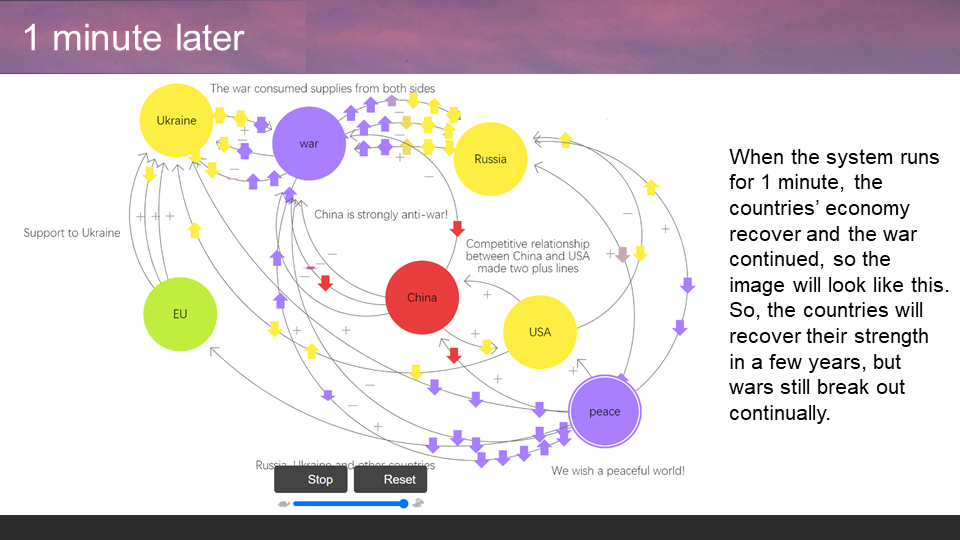 1 minute later
The war consumed supplies from both sides
Ukraine
war
Russia
China is strongly anti-war!
Support to Ukraine
Competitive relationship
between China and USA
made two plus lines
China
EU
USA
peace
Russia, Ukraine and other countries
We wish a peaceful world!
Stop
Reset
When the system runs
for 1 minute, the
countries’ economy
recover and the war
continued, so the
image will look like this.
So, the countries will
recover their strength
in a few years, but
wars still break out
continually.